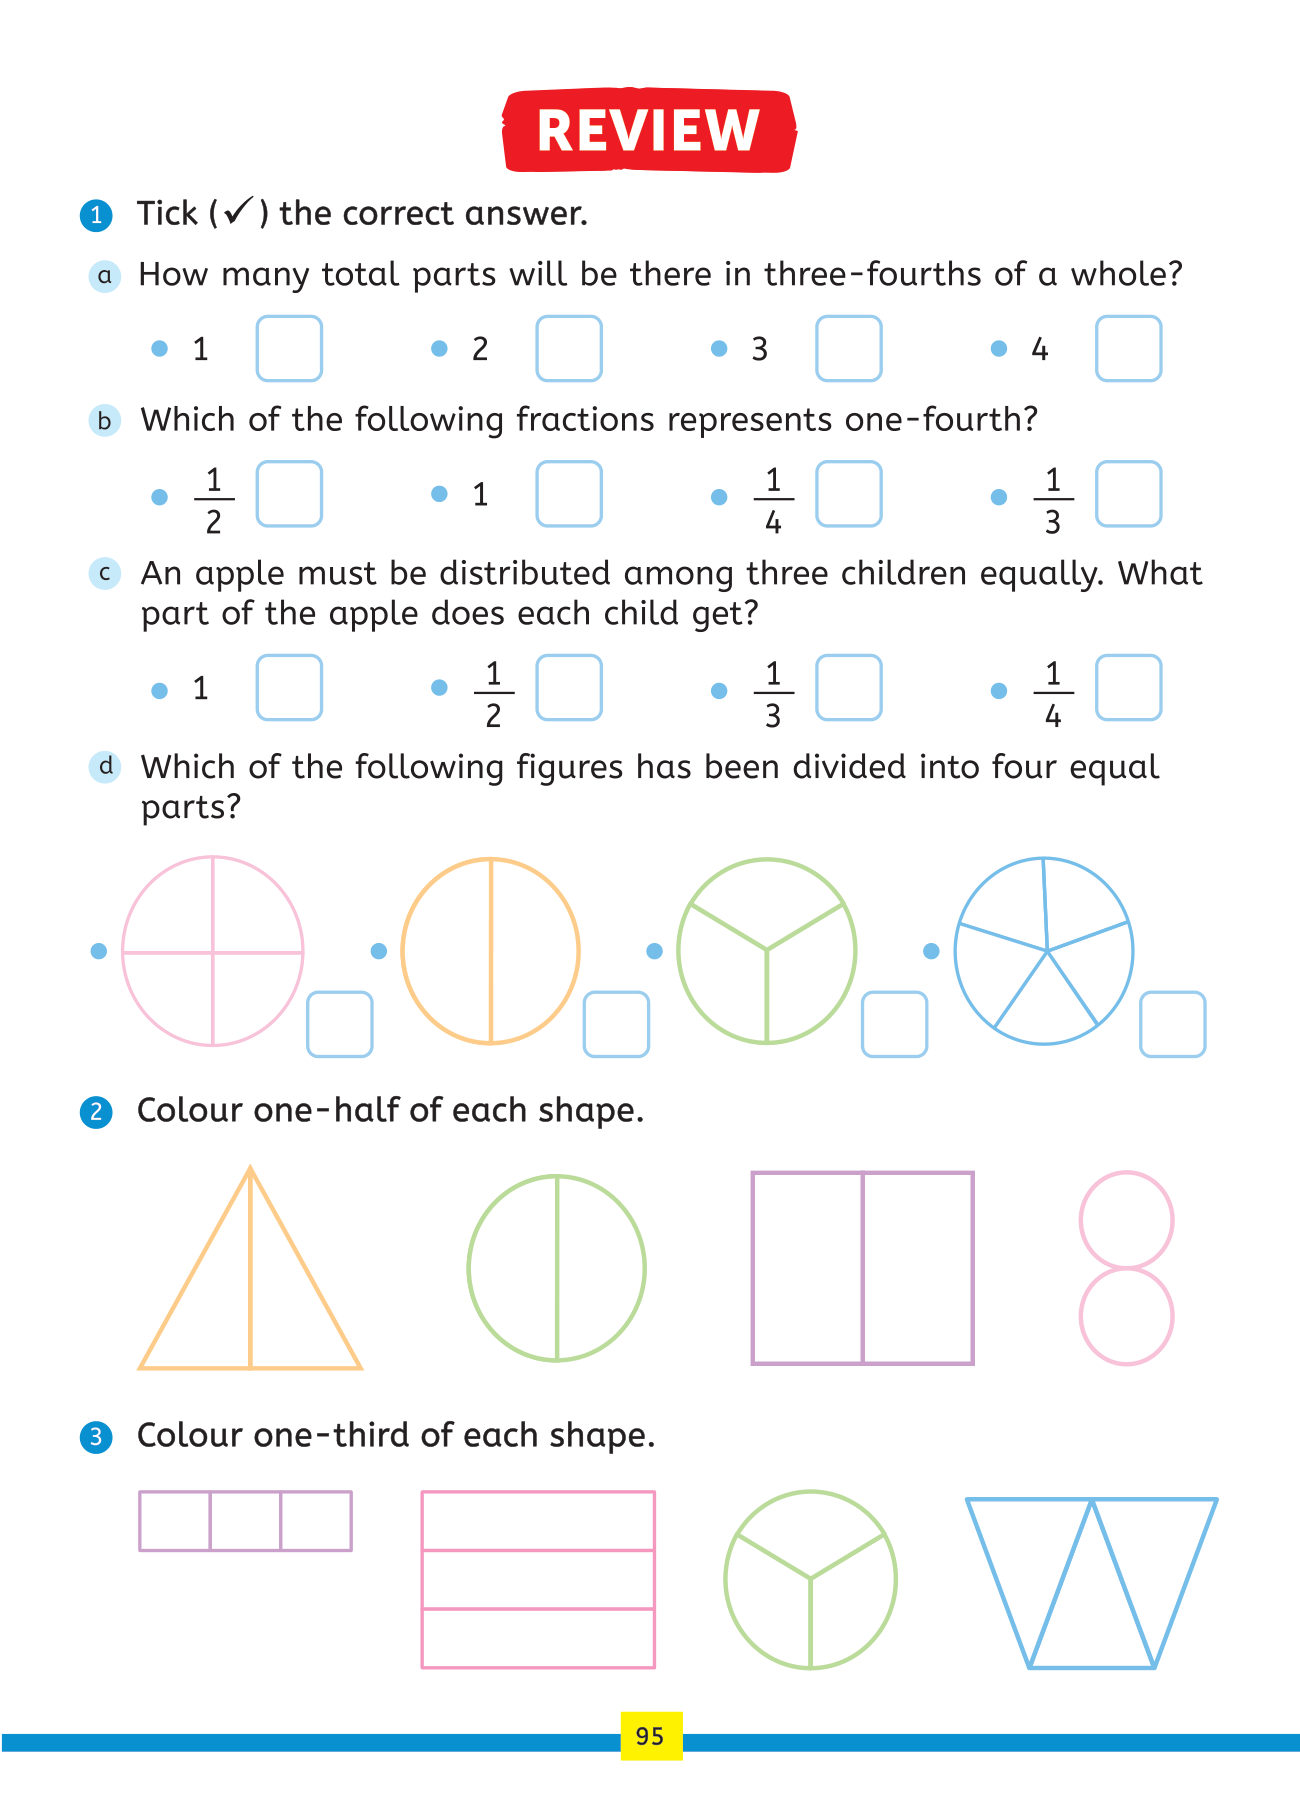 REVIEW
1 Tick (✓) the correct answer.
a How many total parts will be there in three-fourths of a whole?
• 1 • 2 • 3 • 4
b Which of the following fractions represents one-fourth?
• 1/2 • 1 • 1/4 • 1/3
c An apple must be distributed among three children equally. What
part of the apple does each child get?
• 1 • 1/2 • 1/3 • 1/4
d Which of the following figures has been divided into four equal
parts?
2 Colour one-half of each shape.
3 Colour one-third of each shape.
95